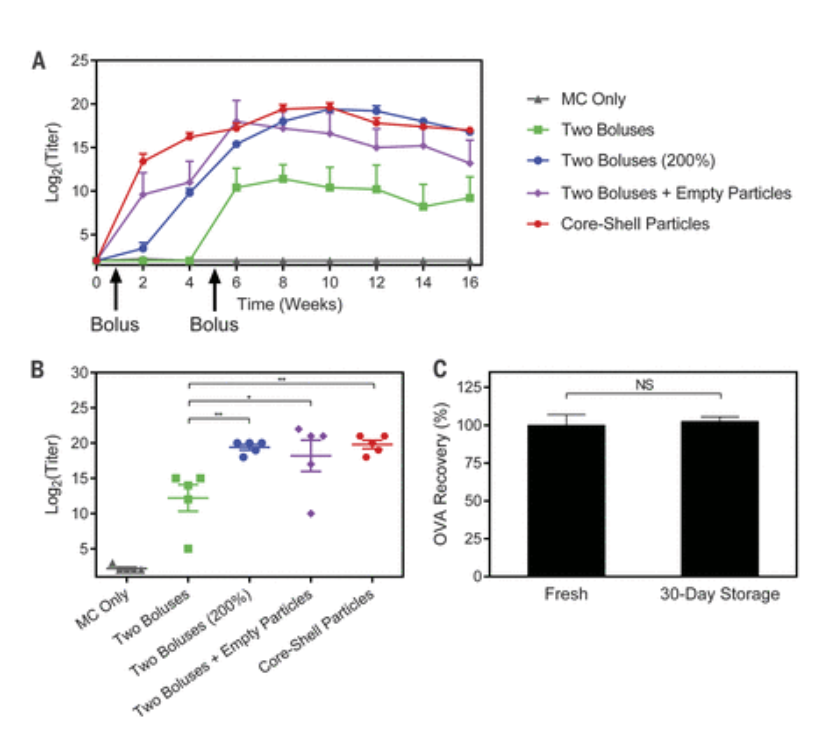 A
25
20
15
10
5
Log2(Titer)
0 2 4 6 8 10 12 14 16
Time (Weeks)
Bolus Bolus
MC Only
Two Boluses
Two Boluses (200%)
Two Boluses + Empty Particles
Core-Shell Particles
B
30
25
20
15
10
5
Log2(Titer)
**
*
**
MC Only
Two Boluses
Two Boluses (200%)
Two Boluses + Empty Particles
Core-Shell Particles
C
125
100
75
50
25
0
OVA Recovery (%)
NS
Fresh 30-Day Storage